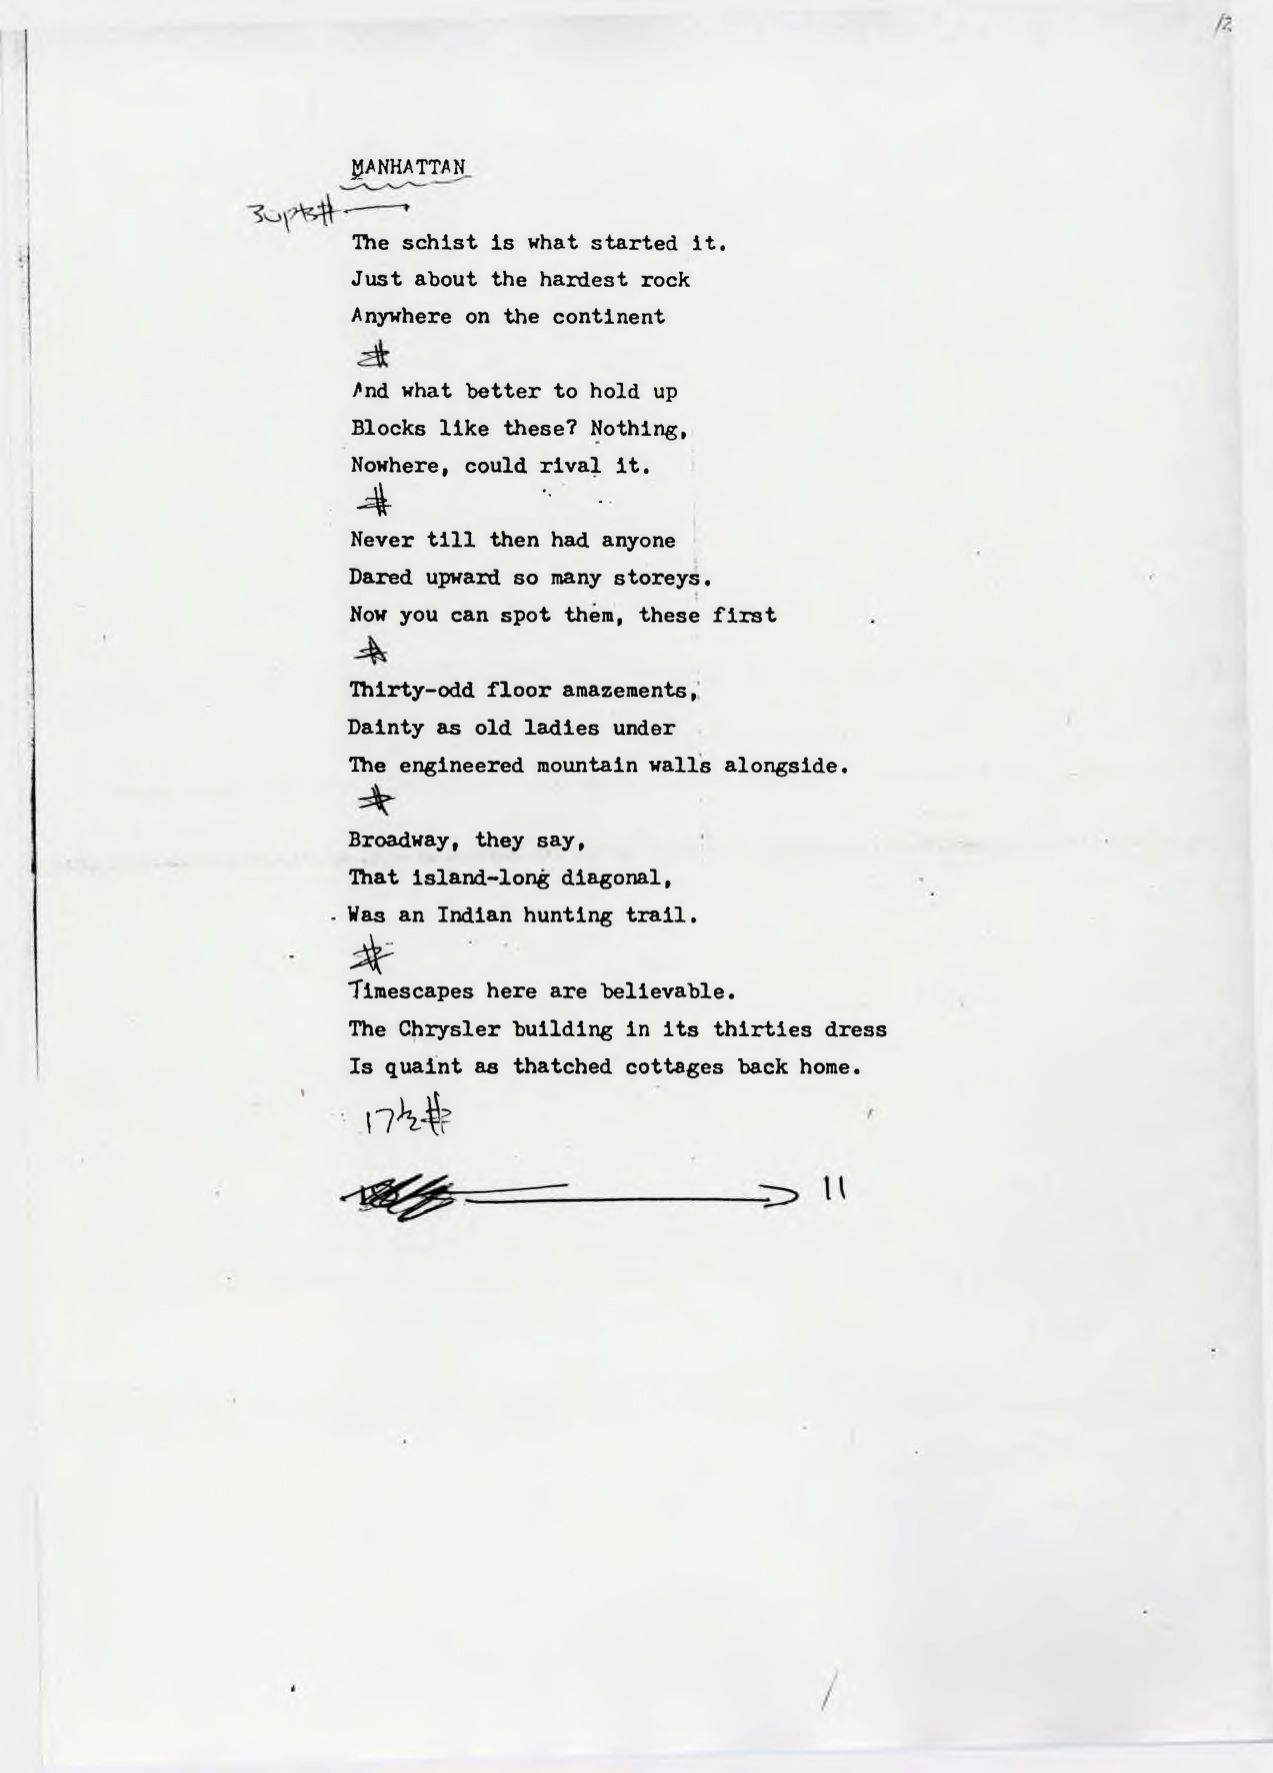 12
MANHATTAN
30pts#
The schist is what started it.
Just about the hardest rock
Anywhere on the continent
#
And what better to hold up
Blocks like these? Nothing,
Nowhere, could rival it.
#
Never till then had anyone
Dared upward so many storeys.
Now you can spot them, these first
#
Thirty-odd floor amazements,
Dainty as old ladies under
The engineered mountain walls alongside.
#
Broadway, they say,
That island-long diagonal,
Was an Indian hunting trail.
#
Timescapes here are believable.
The Chrysler building in its thirties dress
Is quaint as thatched cottages back home.
17½#
11